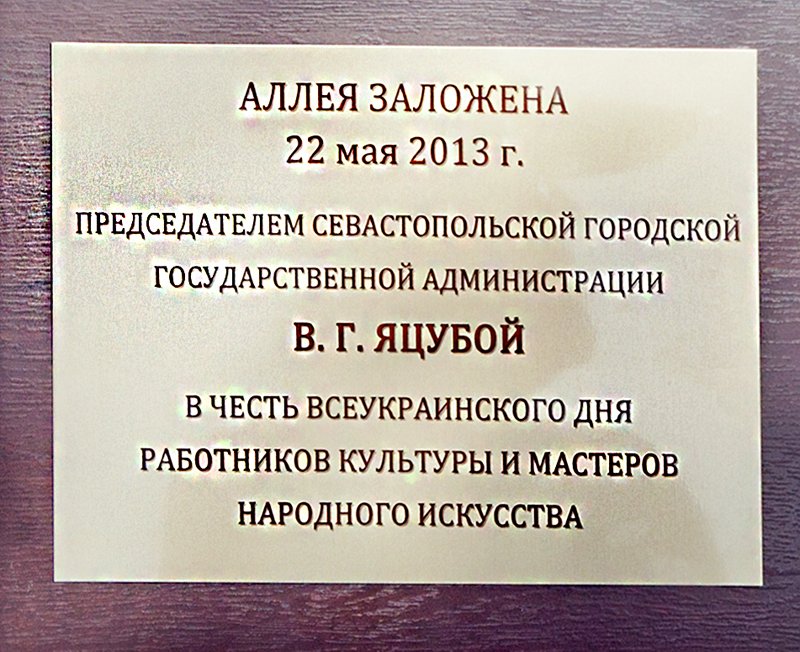 АЛЛЕЯ ЗАЛОЖЕНА
22 мая 2013 г.
ПРЕДСЕДАТЕЛЕМ СЕВАСТОПОЛЬСКОЙ ГОРОДСКОЙ
ГОСУДАРСТВЕННОЙ АДМИНИСТРАЦИИ
В. Г. ЯЦУБОЙ
В ЧЕСТЬ ВСЕУКРАИНСКОГО ДНЯ
РАБОТНИКОВ КУЛЬТУРЫ И МАСТЕРОВ
НАРОДНОГО ИСКУССТВА